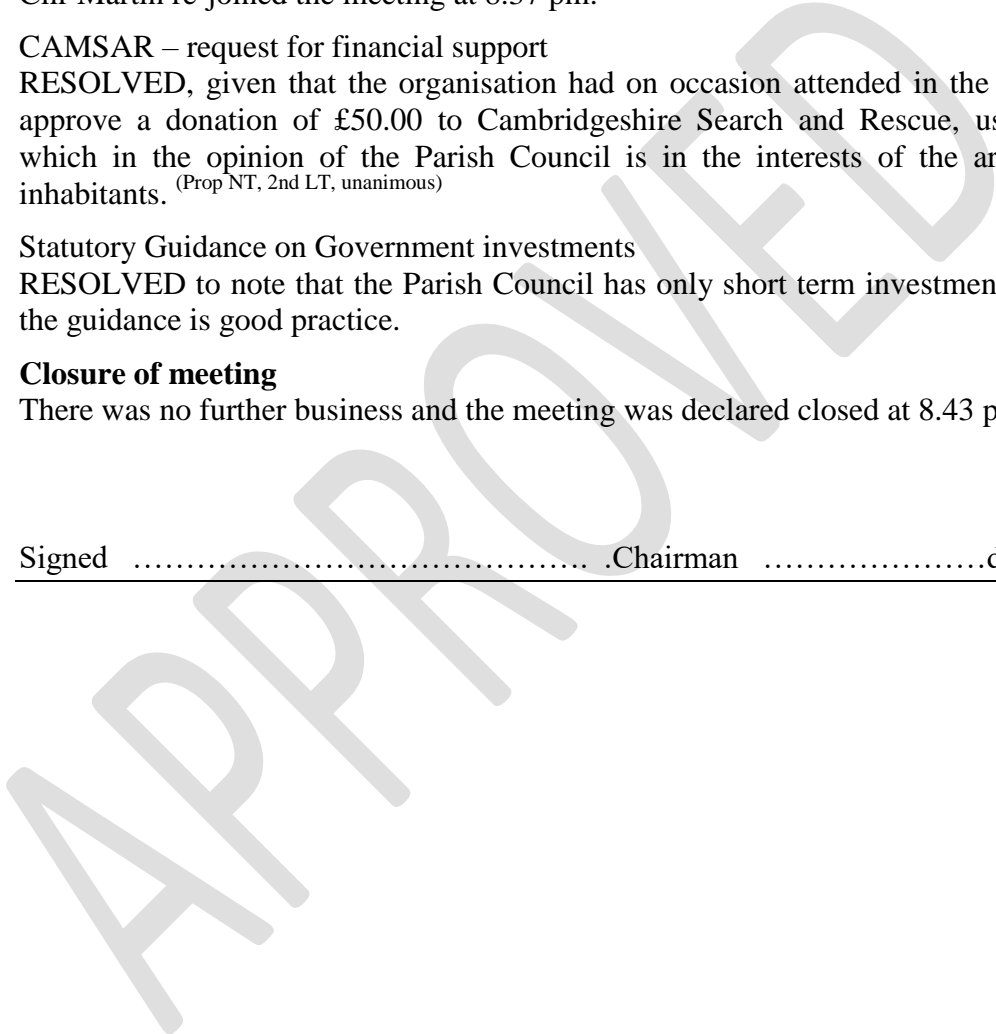 Cllr Martin re-joined the meeting at 8.37 pm.
CAMSAR – request for financial support
RESOLVED, given that the organisation had on occasion attended in the
approve a donation of £50.00 to Cambridgeshire Search and Rescue,
which in the opinion of the Parish Council is in the interests of the
inhabitants. (Prop NT, 2nd LT, unanimous)
Statutory Guidance on Government investments
RESOLVED to note that the Parish Council has only short term
the guidance is good practice.
Closure of meeting
There was no further business and the meeting was declared closed at 8.43
Signed ……………………………………. .Chairman …………………
APPROVED